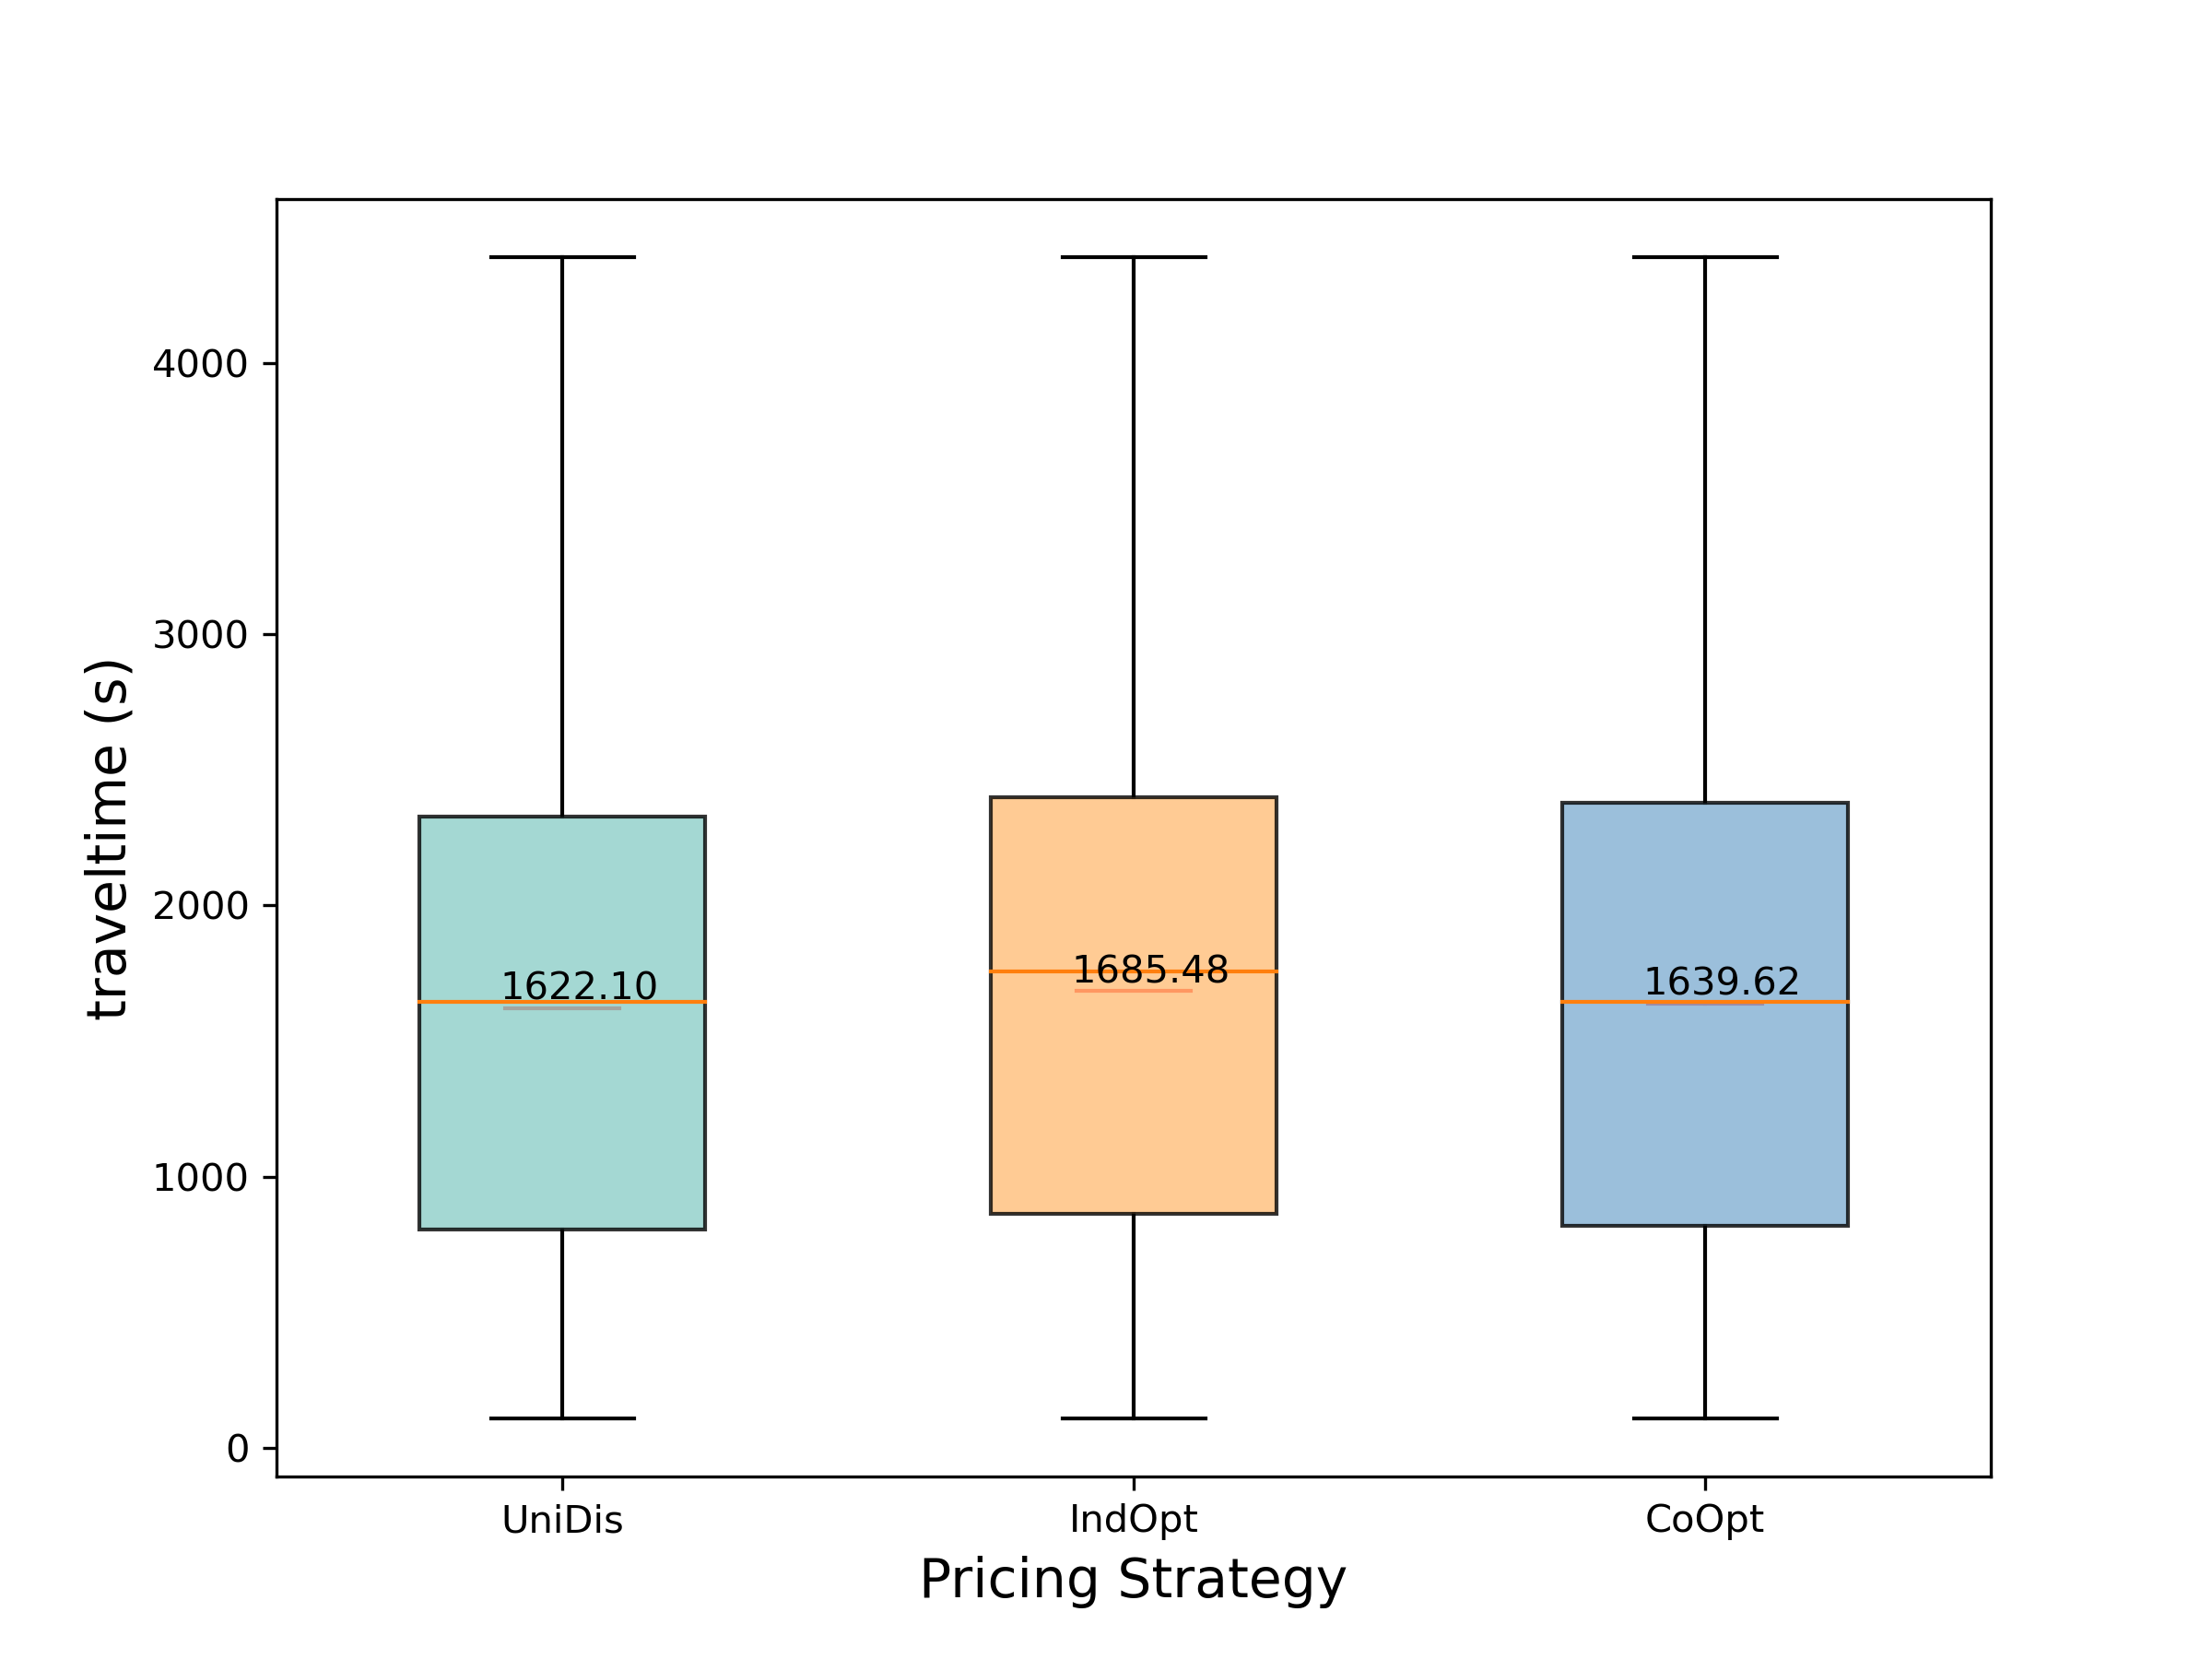 traveltime (s)
4000
3000
2000
1000
0
1622.10
1685.48
1639.62
UniDis
IndOpt
CoOpt
Pricing Strategy